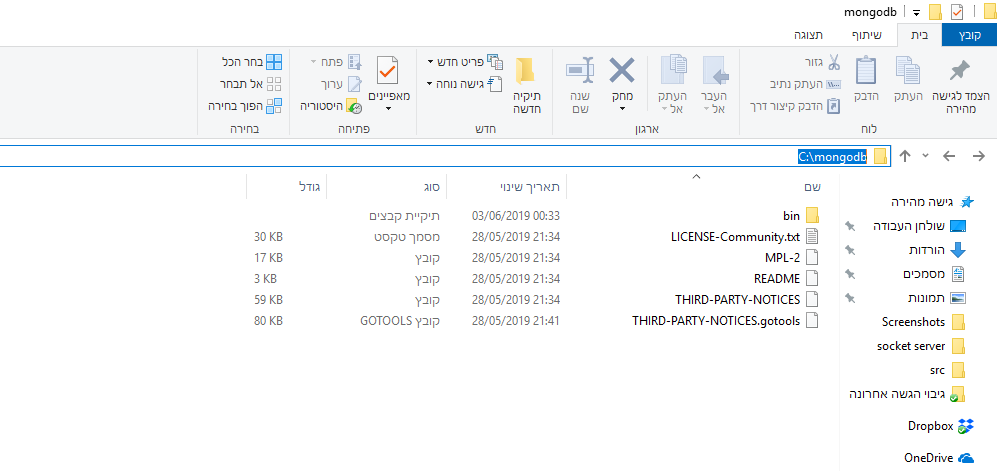 mongodb
קובץ בית שיתוף תצוגה
הצמד לגישה מהירה
העתק
הדבק
גזור
העתק נתיב
הדבק קיצור דרך
לוח
העבר אל
העתק אל
מחק
שנה שם
ארגון
תיקיה חדשה
פריט חדש
גישה נוחה
חדש
מאפיינים
פתח
ערוך
היסטוריה
פתיחה
בחר הכל
אל תבחר
הפוך בחירה
בחירה
C:\mongodb
גישה מהירה
שולחן העבודה
הורדות
מסמכים
תמונות
Screenshots
socket server
src
גיבוי הגשה אחרונה
Dropbox
OneDrive
שם תאריך שינוי סוג גודל
bin 03/06/2019 00:33 תיקיית קבצים
LICENSE-Community.txt 28/05/2019 21:34 מסמך טקסט 30 KB
MPL-2 28/05/2019 21:34 קובץ 17 KB
README 28/05/2019 21:34 קובץ 3 KB
THIRD-PARTY-NOTICES 28/05/2019 21:34 קובץ 59 KB
THIRD-PARTY-NOTICES.gotools 28/05/2019 21:41 קובץ GOTOOLS 80 KB